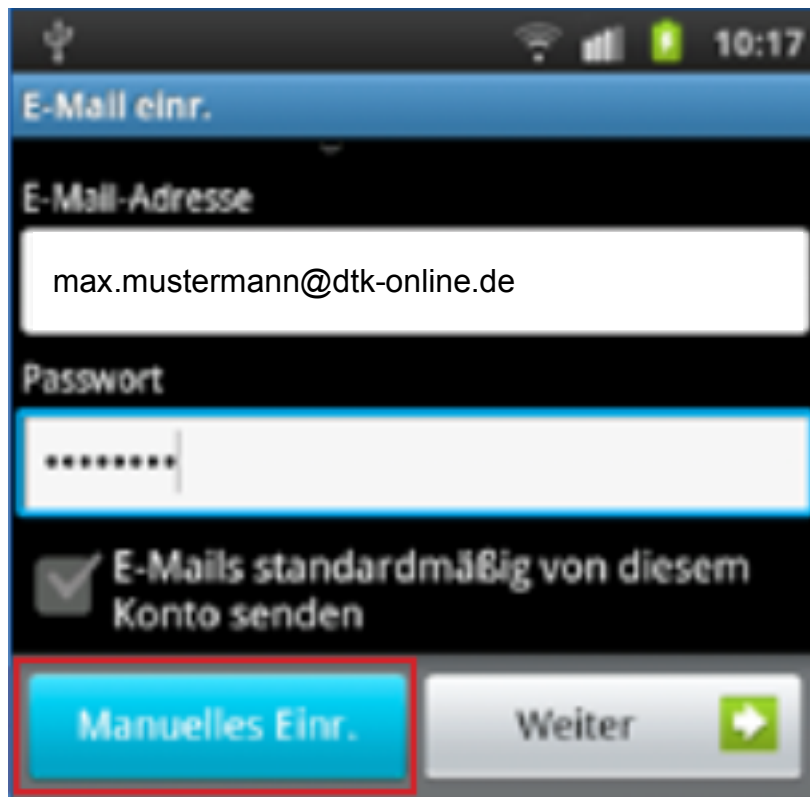 10:17
E-Mail einr.
E-Mail-Adresse
max.mustermann@dtk-online.de
Passwort
••••••••
E-Mails standardmäßig von diesem
Konto senden
Manuelles Einr.
Weiter